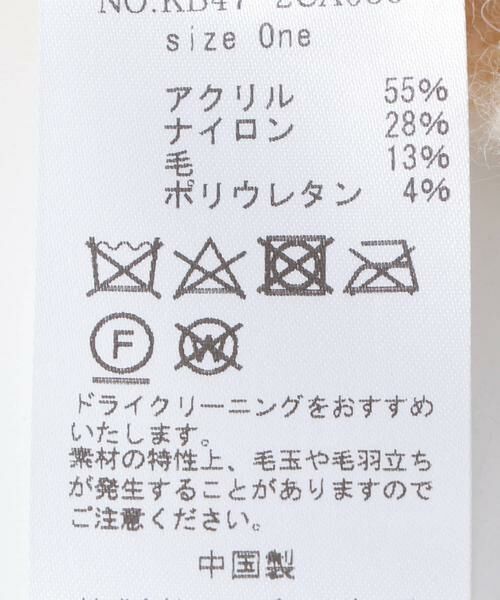 size One
アクリル 55%
ナイロン 28%
毛 13%
ポリウレタン 4%
F W
ドライクリーニングをおすすめ
いたします。
素材の特性上、毛玉や毛羽立ち
が発生することがありますので
ご注意ください。
中国製